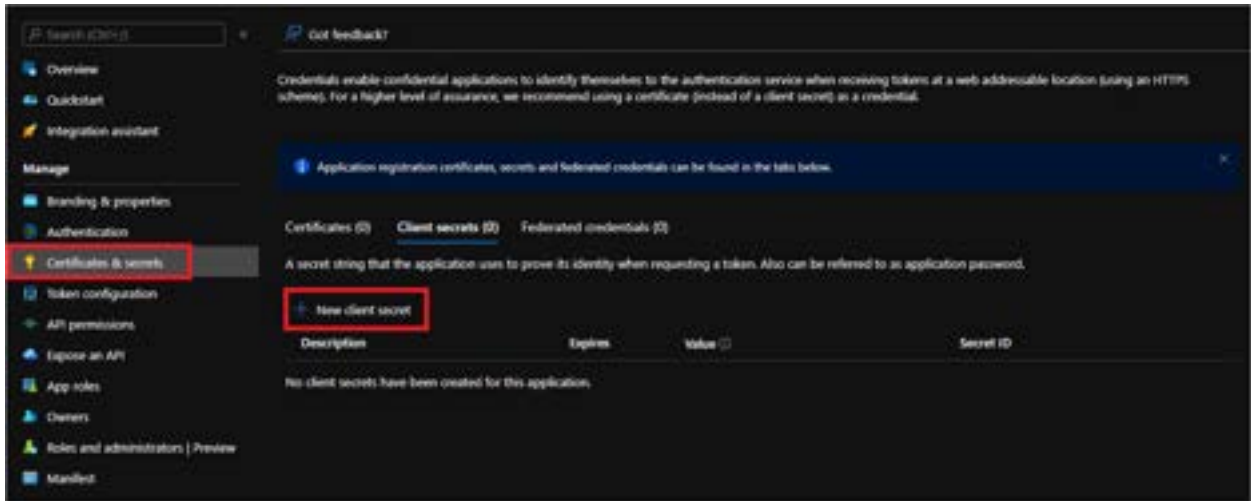 Search (Ctrl+/)
Overview
Quickstart
Integration assistant
Manage
Branding & properties
Authentication
Certificates & secrets
Token configuration
API permissions
Expose an API
App roles
Owners
Roles and administrators | Preview
Manifest
Got feedback?
Credentials enable confidential applications to identify themselves to the authentication service when receiving tokens at a web addressable location (using an HTTPS
scheme). For a higher level of assurance, we recommend using a certificate (instead of a client secret) as a credential.
Application registration certificates, secrets and federated credentials can be found in the tabs below.
Certificates (0) Client secrets (0) Federated credentials (0)
A secret string that the application uses to prove its identity when requesting a token. Also can be referred to as application password.
New client secret
Description Expires Value Secret ID
No client secrets have been created for this application.